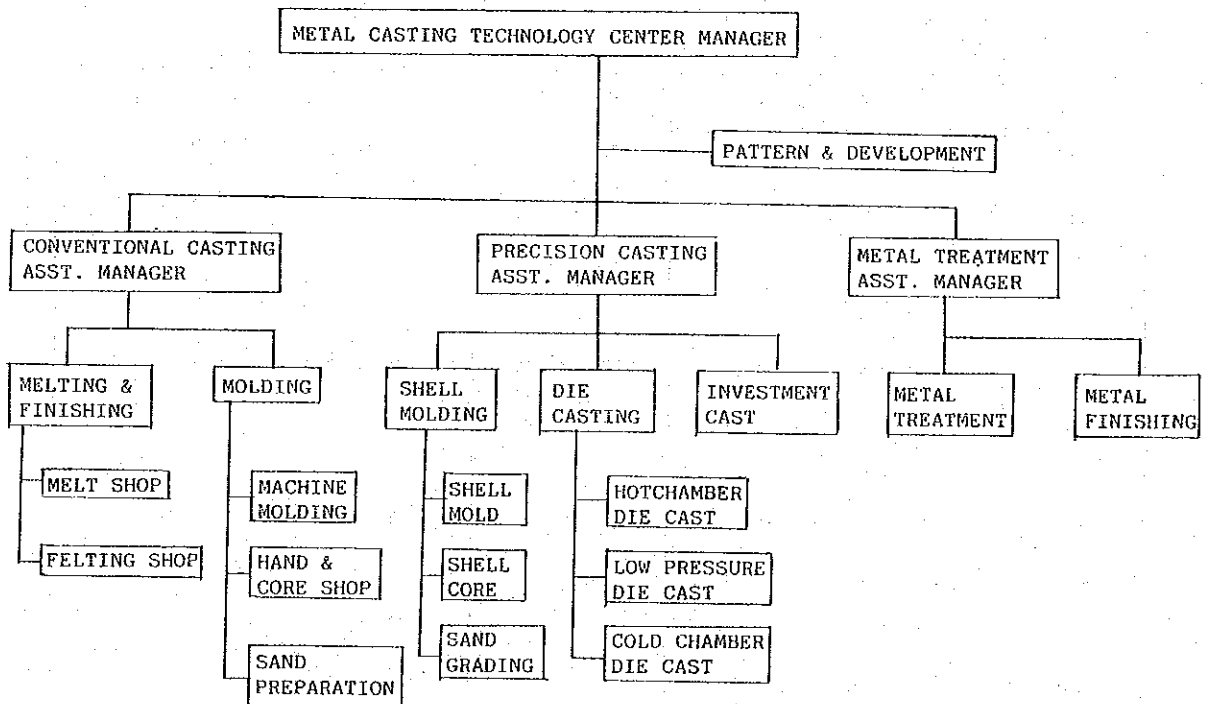 METAL CASTING TECHNOLOGY CENTER MANAGER
PATTERN & DEVELOPMENT
CONVENTIONAL CASTING
ASST. MANAGER
PRECISION CASTING
ASST. MANAGER
METAL TREATMENT
ASST. MANAGER
MELTING &
FINISHING
MOLDING
SHELL
MOLDING
DIE
CASTING
INVESTMENT
CAST
METAL
TREATMENT
METAL
FINISHING
MELT SHOP
FELTING SHOP
MACHINE
MOLDING
HAND &
CORE SHOP
SAND
PREPARATION
SHELL
MOLD
SHELL
CORE
SAND
GRADING
HOTCHAMBER
DIE CAST
LOW PRESSURE
DIE CAST
COLD CHAMBER
DIE CAST